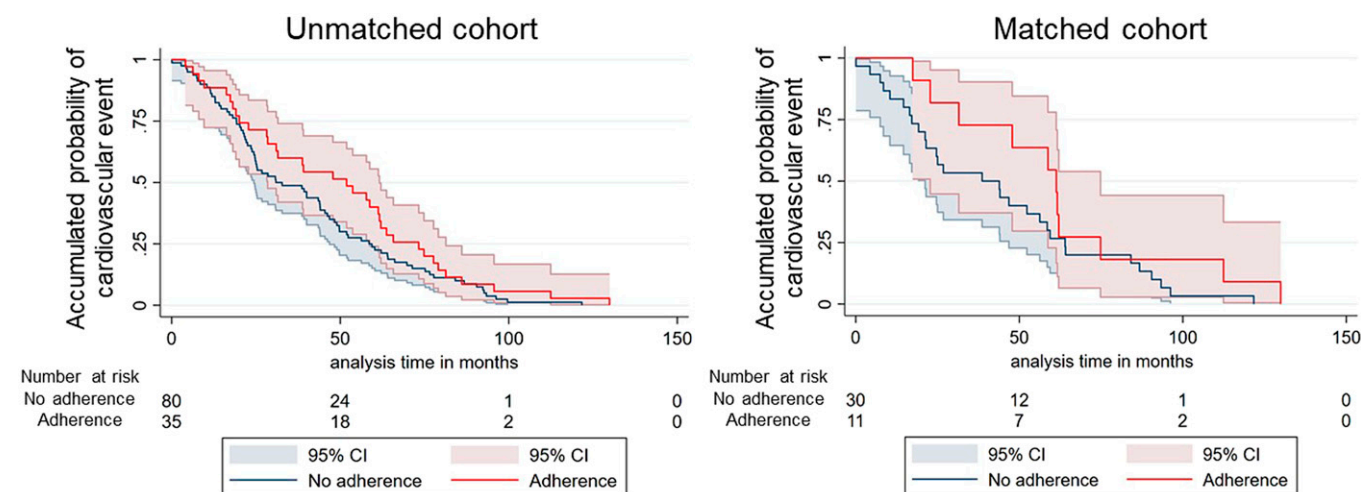 Unmatched cohort
Accumulated probability of
cardiovascular event
1
.75
.5
.25
0
0 50 100 150
analysis time in months
Number at risk
No adherence 80 24 1 0
Adherence 35 18 2 0
95% CI 95% CI
No adherence Adherence
Matched cohort
Accumulated probability of
cardiovascular event
1
.75
.5
.25
0
0 50 100 150
analysis time in months
Number at risk
No adherence 30 12 1 0
Adherence 11 7 2 0
95% CI 95% CI
No adherence Adherence